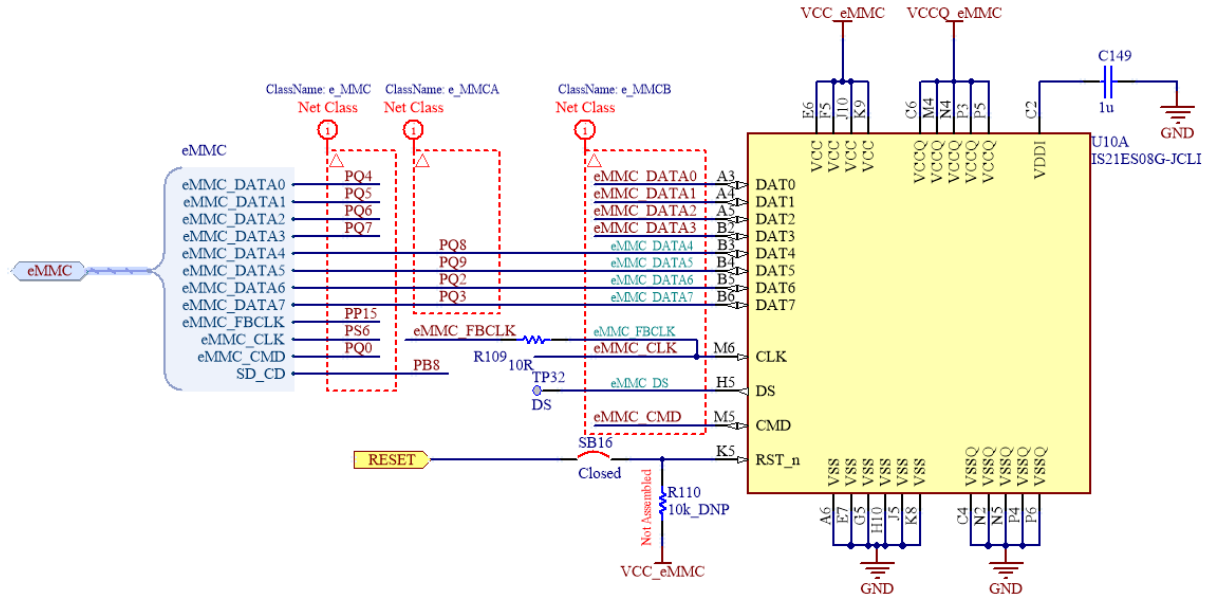 VCC_eMMC VCCQ_eMMC
C149
1u
GND
ClassName: e_MMC ClassName: e_MMCA ClassName: e_MMCB
Net Class Net Class Net Class
1 1 1
E6 F5 J10 K9 C6 M4 N4 P3 P5 C2
VCC VCC VCC VCC VCCQ VCCQ VCCQ VCCQ VCCQ VDDI
U10A
IS21ES08G-JCLI
eMMC
eMMC
eMMC_DATA0 PQ4 eMMC_DATA0 A3 DAT0
eMMC_DATA1 PQ5 eMMC_DATA1 A4 DAT1
eMMC_DATA2 PQ6 eMMC_DATA2 A5 DAT2
eMMC_DATA3 PQ7 eMMC_DATA3 B2 DAT3
eMMC_DATA4 PQ8 eMMC_DATA4 B3 DAT4
eMMC_DATA5 PQ9 eMMC_DATA5 B4 DAT5
eMMC_DATA6 PQ2 eMMC_DATA6 B5 DAT6
eMMC_DATA7 PQ3 eMMC_DATA7 B6 DAT7
eMMC_FBCLK PP15
eMMC_CLK PS6 eMMC_FBCLK eMMC_FBCLK
eMMC_CMD PQ0 R109 10R eMMC_CLK M6 CLK
SD_CD PB8
TP32
DS
eMMC_DS H5 DS
eMMC_CMD M5 CMD
SB16
RESET K5 RST_n
Closed
Not Assembled
R110
10k_DNP
VCC_eMMC
VSS VSS VSS VSS VSS VSS VSSQ VSSQ VSSQ VSSQ VSSQ
A6 E7 G5 H10 J5 K8 C4 N2 N5 P4 P6
GND GND